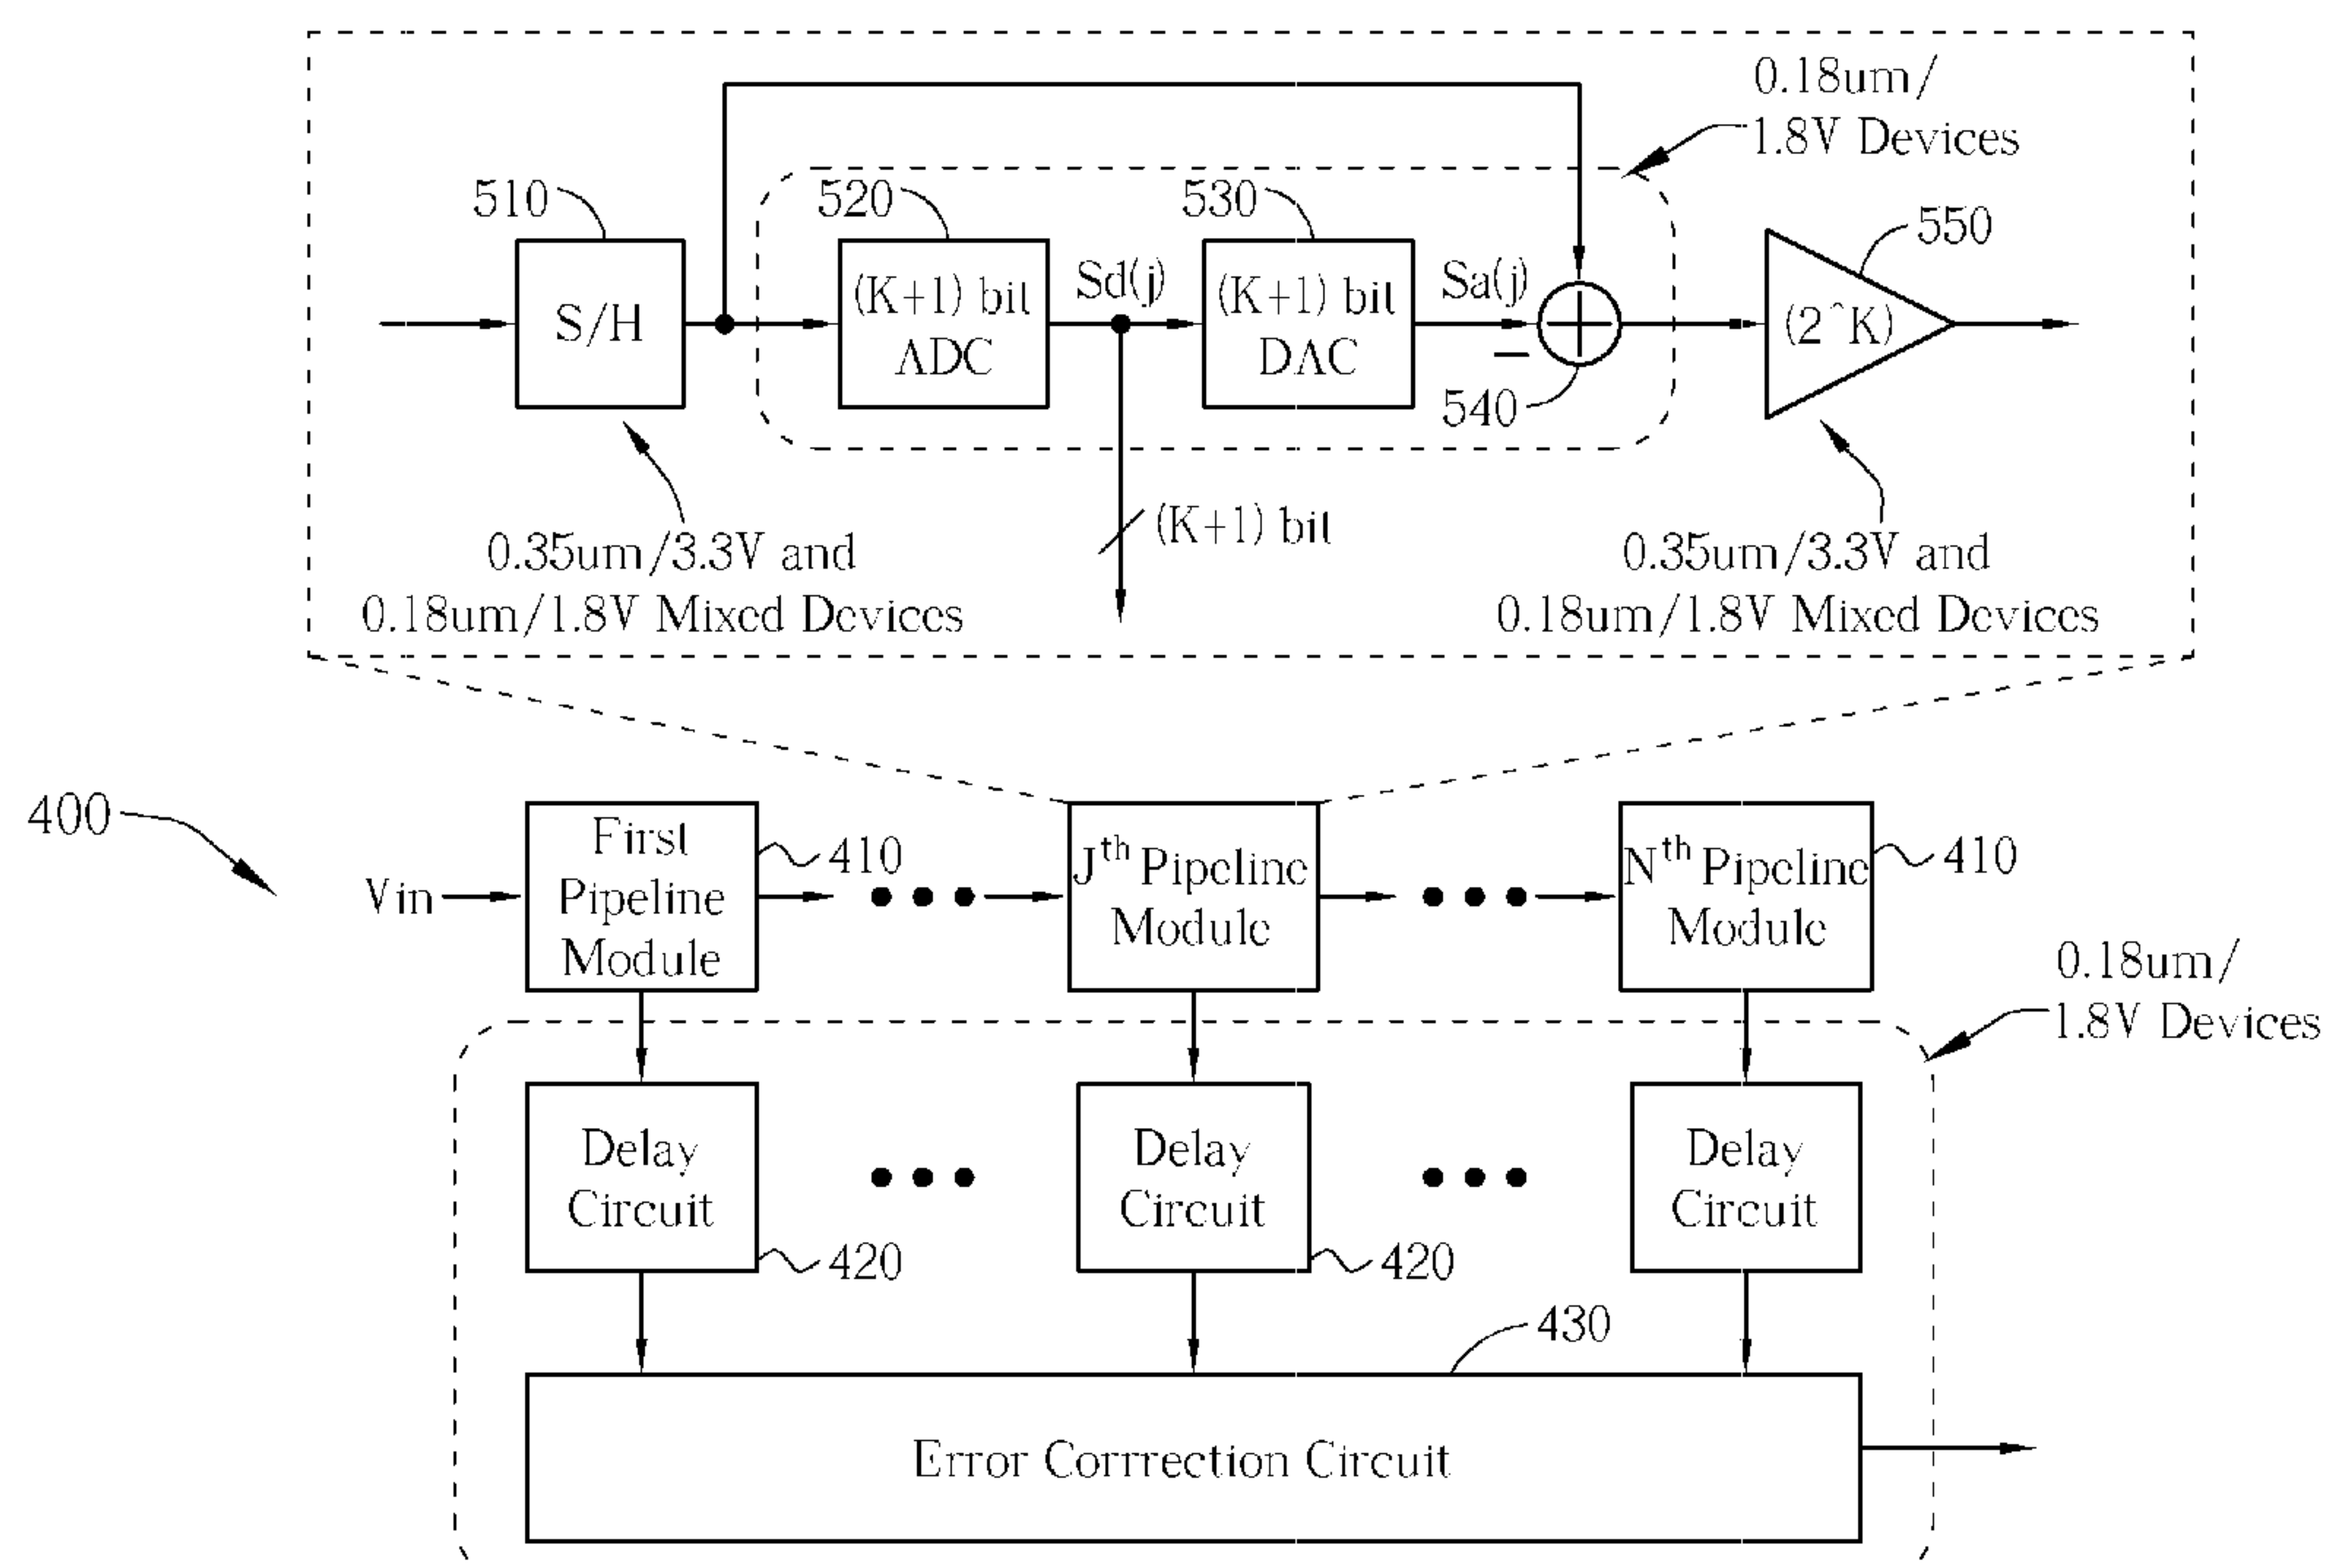 0.18um/
1.8V Devices
510
520
530
550
S/H
(K+1) bit
ADC
Sd(j)
(K+1) bit
DAC
Sa(j)
−
540
(2^K)
(K+1) bit
0.35um/3.3V and
0.18um/1.8V Mixed Devices
0.35um/3.3V and
0.18um/1.8V Mixed Devices
400
Vin
First
Pipeline
Module
410
Jth Pipeline
Module
Nth Pipeline
Module
410
0.18um/
1.8V Devices
Delay
Circuit
420
Delay
Circuit
420
Delay
Circuit
430
Error Corrrection Circuit